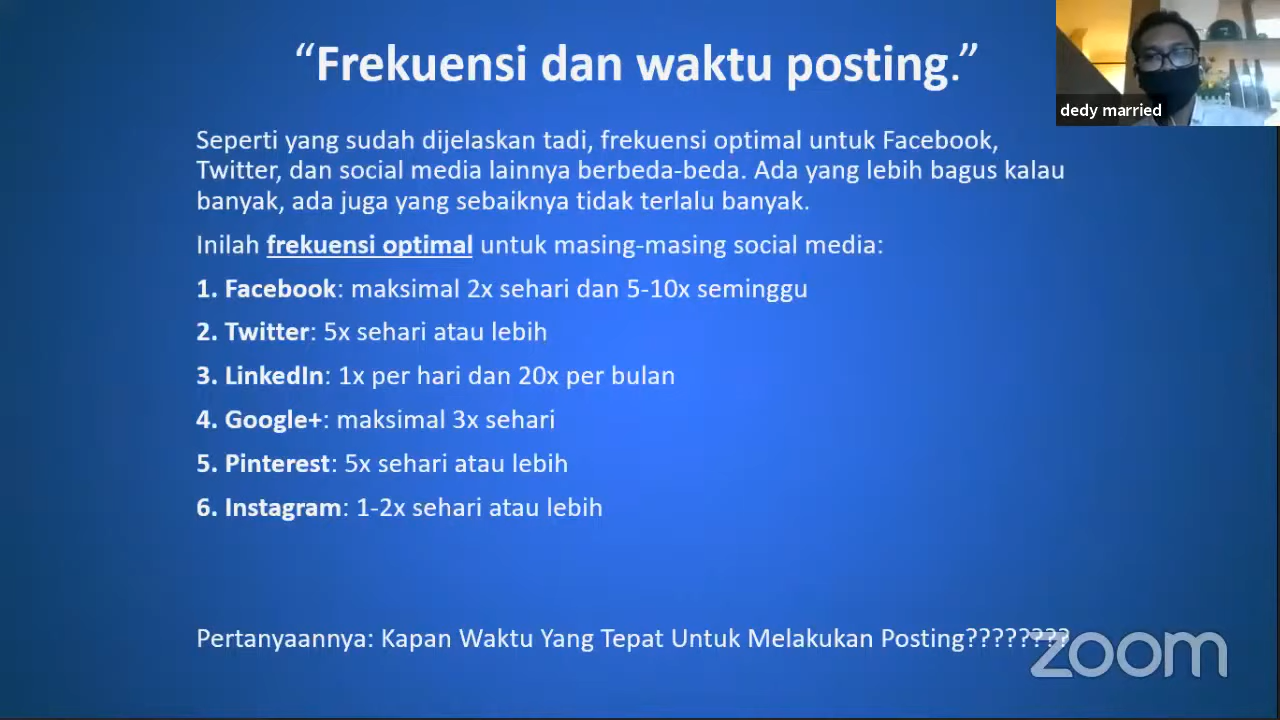 “Frekuensi dan waktu posting.”
dedy married
Seperti yang sudah dijelaskan tadi, frekuensi optimal untuk Facebook,
Twitter, dan social media lainnya berbeda-beda. Ada yang lebih bagus kalau
banyak, ada juga yang sebaiknya tidak terlalu banyak.
Inilah frekuensi optimal untuk masing-masing social media:
1. Facebook: maksimal 2x sehari dan 5-10x seminggu
2. Twitter: 5x sehari atau lebih
3. LinkedIn: 1x per hari dan 20x per bulan
4. Google+: maksimal 3x sehari
5. Pinterest: 5x sehari atau lebih
6. Instagram: 1-2x sehari atau lebih
Pertanyaannya: Kapan Waktu Yang Tepat Untuk Melakukan Posting????????
zoom